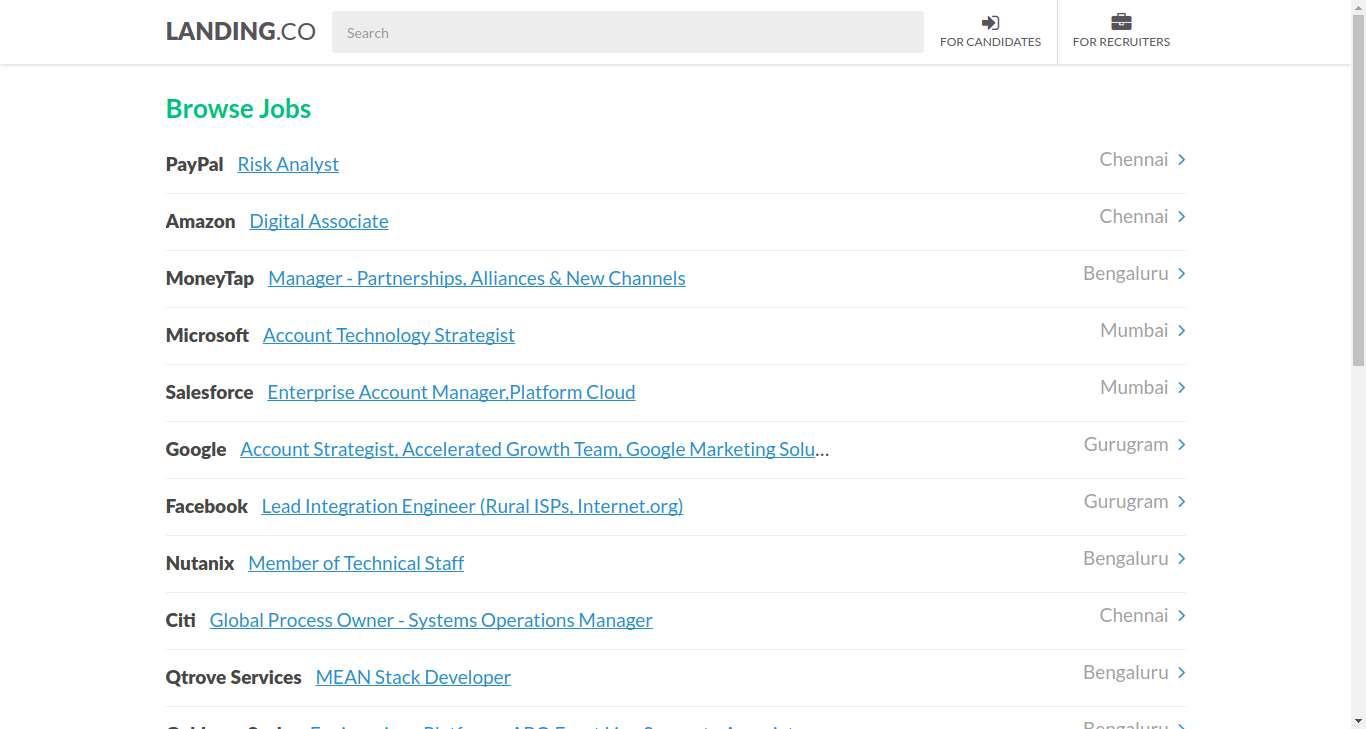 LANDING.CO
Search
FOR CANDIDATES
FOR RECRUITERS
Browse Jobs
PayPal Risk Analyst Chennai
Amazon Digital Associate Chennai
MoneyTap Manager - Partnerships, Alliances & New Channels Bengaluru
Microsoft Account Technology Strategist Mumbai
Salesforce Enterprise Account Manager,Platform Cloud Mumbai
Google Account Strategist, Accelerated Growth Team, Google Marketing Solu... Gurugram
Facebook Lead Integration Engineer (Rural ISPs, Internet.org) Gurugram
Nutanix Member of Technical Staff Bengaluru
Citi Global Process Owner - Systems Operations Manager Chennai
Qtrove Services MEAN Stack Developer Bengaluru
Bengaluru